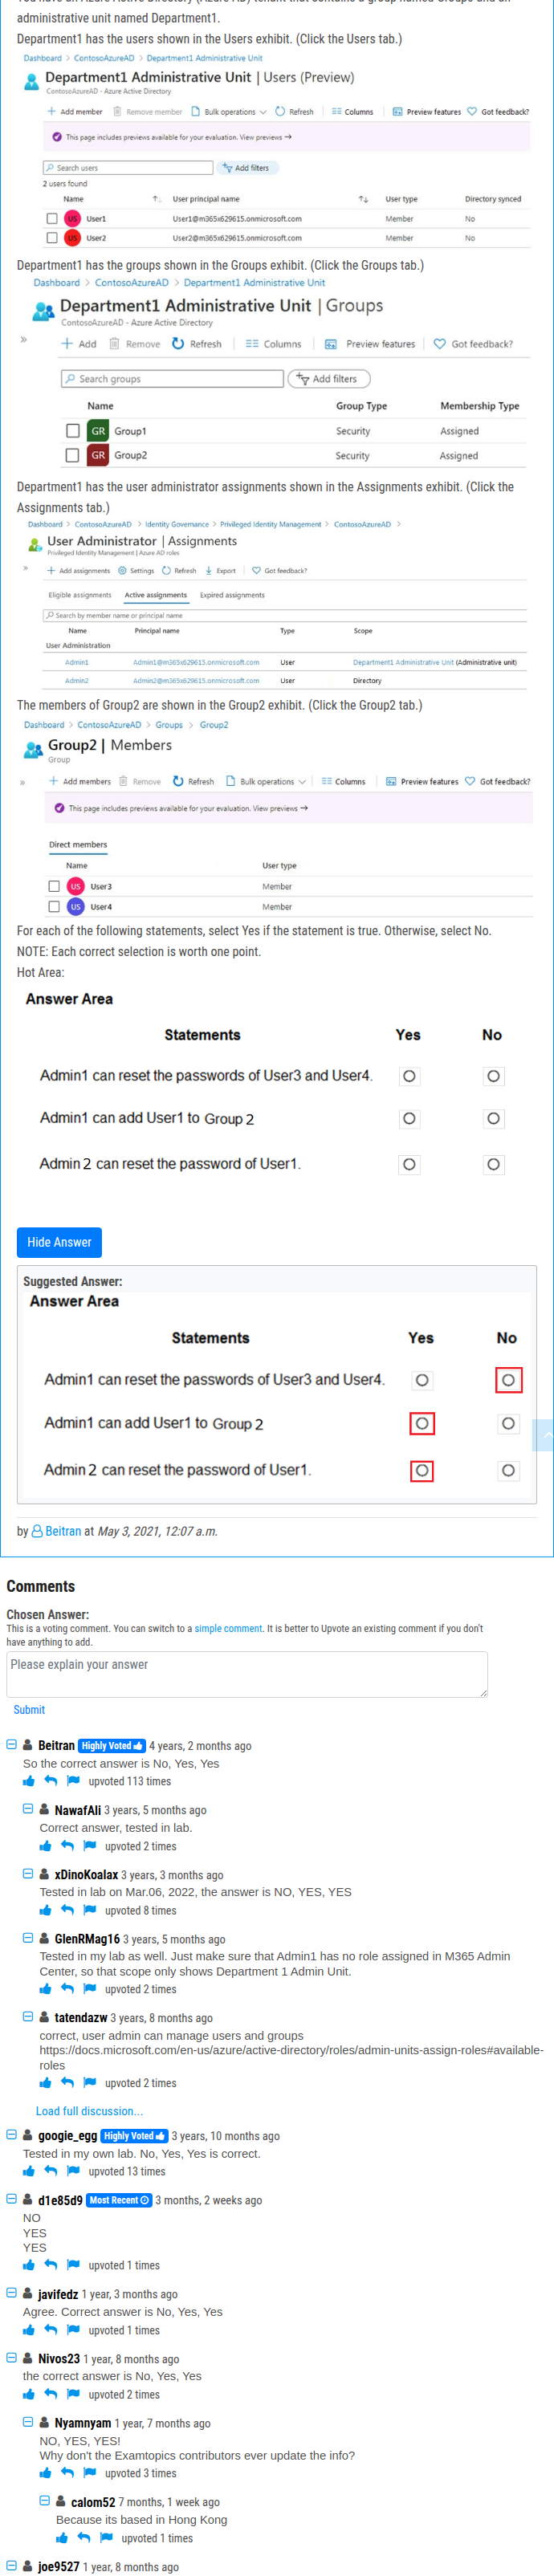 administrative unit named Department1.
Department1 has the users shown in the Users exhibit. (Click the Users tab.)
Dashboard > ContosoAzureAD > Department1 Administrative Unit
Department1 Administrative Unit | Users (Preview)
ContosoAzureAD - Azure Active Directory
Add member Remove member Bulk operations Refresh Columns Preview features Got feedback?
This page includes previews available for your evaluation. View previews →
Search users Add filters
2 users found
Name ↑↓ User principal name ↑↓ User type Directory synced
US User1 User1@m365x629615.onmicrosoft.com Member No
US User2 User2@m365x629615.onmicrosoft.com Member No
Department1 has the groups shown in the Groups exhibit. (Click the Groups tab.)
Dashboard > ContosoAzureAD > Department1 Administrative Unit
Department1 Administrative Unit | Groups
ContosoAzureAD - Azure Active Directory
» Add Remove Refresh Columns Preview features Got feedback?
Search groups Add filters
Name Group Type Membership Type
GR Group1 Security Assigned
GR Group2 Security Assigned
Department1 has the user administrator assignments shown in the Assignments exhibit. (Click the
Assignments tab.)
Dashboard > ContosoAzureAD > Identity Governance > Privileged Identity Management > ContosoAzureAD >
User Administrator | Assignments
Privileged Identity Management | Azure AD roles
» Add assignments Settings Refresh Export Got feedback?
Eligible assignments Active assignments Expired assignments
Search by member name or principal name
Name Principal name Type Scope
User Administration
Admin1 Admin1@m365x629615.onmicrosoft.com User Department1 Administrative Unit (Administrative unit)
Admin2 Admin2@m365x629615.onmicrosoft.com User Directory
The members of Group2 are shown in the Group2 exhibit. (Click the Group2 tab.)
Dashboard > ContosoAzureAD > Groups > Group2
Group2 | Members
Group
» Add members Remove Refresh Bulk operations Columns Preview features Got feedback?
This page includes previews available for your evaluation. View previews →
Direct members
Name User type
US User3 Member
US User4 Member
For each of the following statements, select Yes if the statement is true. Otherwise, select No.
NOTE: Each correct selection is worth one point.
Hot Area:
Answer Area
Statements Yes No
Admin1 can reset the passwords of User3 and User4.
Admin1 can add User1 to Group 2
Admin 2 can reset the password of User1.
Hide Answer
Suggested Answer:
Answer Area
Statements Yes No
Admin1 can reset the passwords of User3 and User4.
Admin1 can add User1 to Group 2
Admin 2 can reset the password of User1.
by Beitran at May 3, 2021, 12:07 a.m.
Comments
Chosen Answer:
This is a voting comment. You can switch to a simple comment. It is better to Upvote an existing comment if you don't
have anything to add.
Please explain your answer
Submit
Beitran Highly Voted 4 years, 2 months ago
So the correct answer is No, Yes, Yes
upvoted 113 times
NawafAli 3 years, 5 months ago
Correct answer, tested in lab.
upvoted 2 times
xDinoKoalax 3 years, 3 months ago
Tested in lab on Mar.06, 2022, the answer is NO, YES, YES
upvoted 8 times
GlenRMag16 3 years, 5 months ago
Tested in my lab as well. Just make sure that Admin1 has no role assigned in M365 Admin
Center, so that scope only shows Department 1 Admin Unit.
upvoted 2 times
tatendazw 3 years, 8 months ago
correct, user admin can manage users and groups
https://docs.microsoft.com/en-us/azure/active-directory/roles/admin-units-assign-roles#available-
roles
upvoted 2 times
Load full discussion...
googie_egg Highly Voted 3 years, 10 months ago
Tested in my own lab. No, Yes, Yes is correct.
upvoted 13 times
d1e85d9 Most Recent 3 months, 2 weeks ago
NO
YES
YES
upvoted 1 times
javifedz 1 year, 3 months ago
Agree. Correct answer is No, Yes, Yes
upvoted 1 times
Nivos23 1 year, 8 months ago
the correct answer is No, Yes, Yes
upvoted 2 times
Nyamnyam 1 year, 7 months ago
NO, YES, YES!
Why don't the Examtopics contributors ever update the info?
upvoted 3 times
calom52 7 months, 1 week ago
Because its based in Hong Kong
upvoted 1 times
joe9527 1 year, 8 months ago